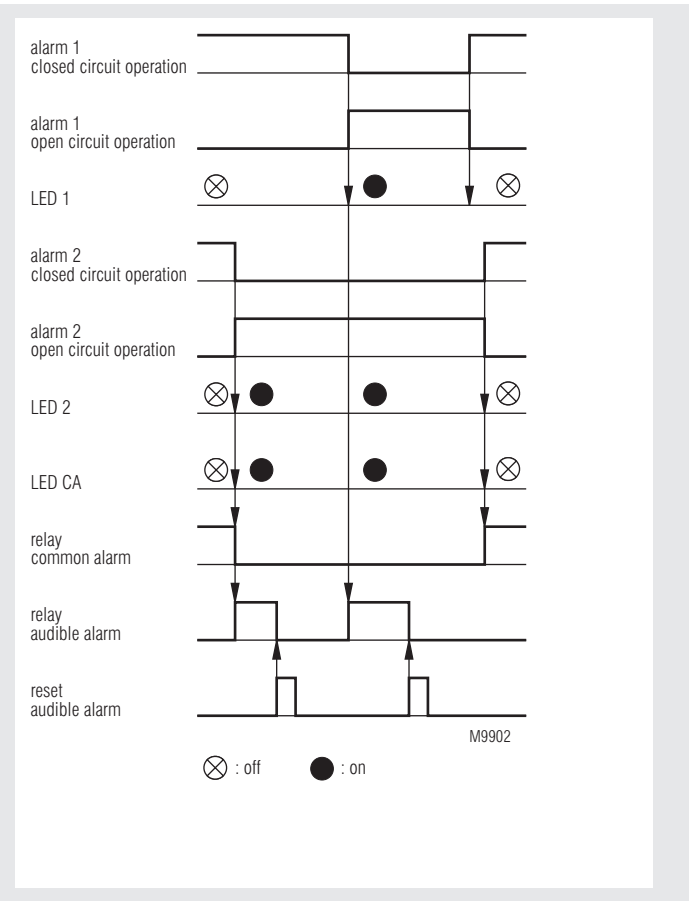 alarm 1
closed circuit operation
alarm 1
open circuit operation
LED 1
alarm 2
closed circuit operation
alarm 2
open circuit operation
LED 2
LED CA
relay
common alarm
relay
audible alarm
reset
audible alarm
M9902
: off : on